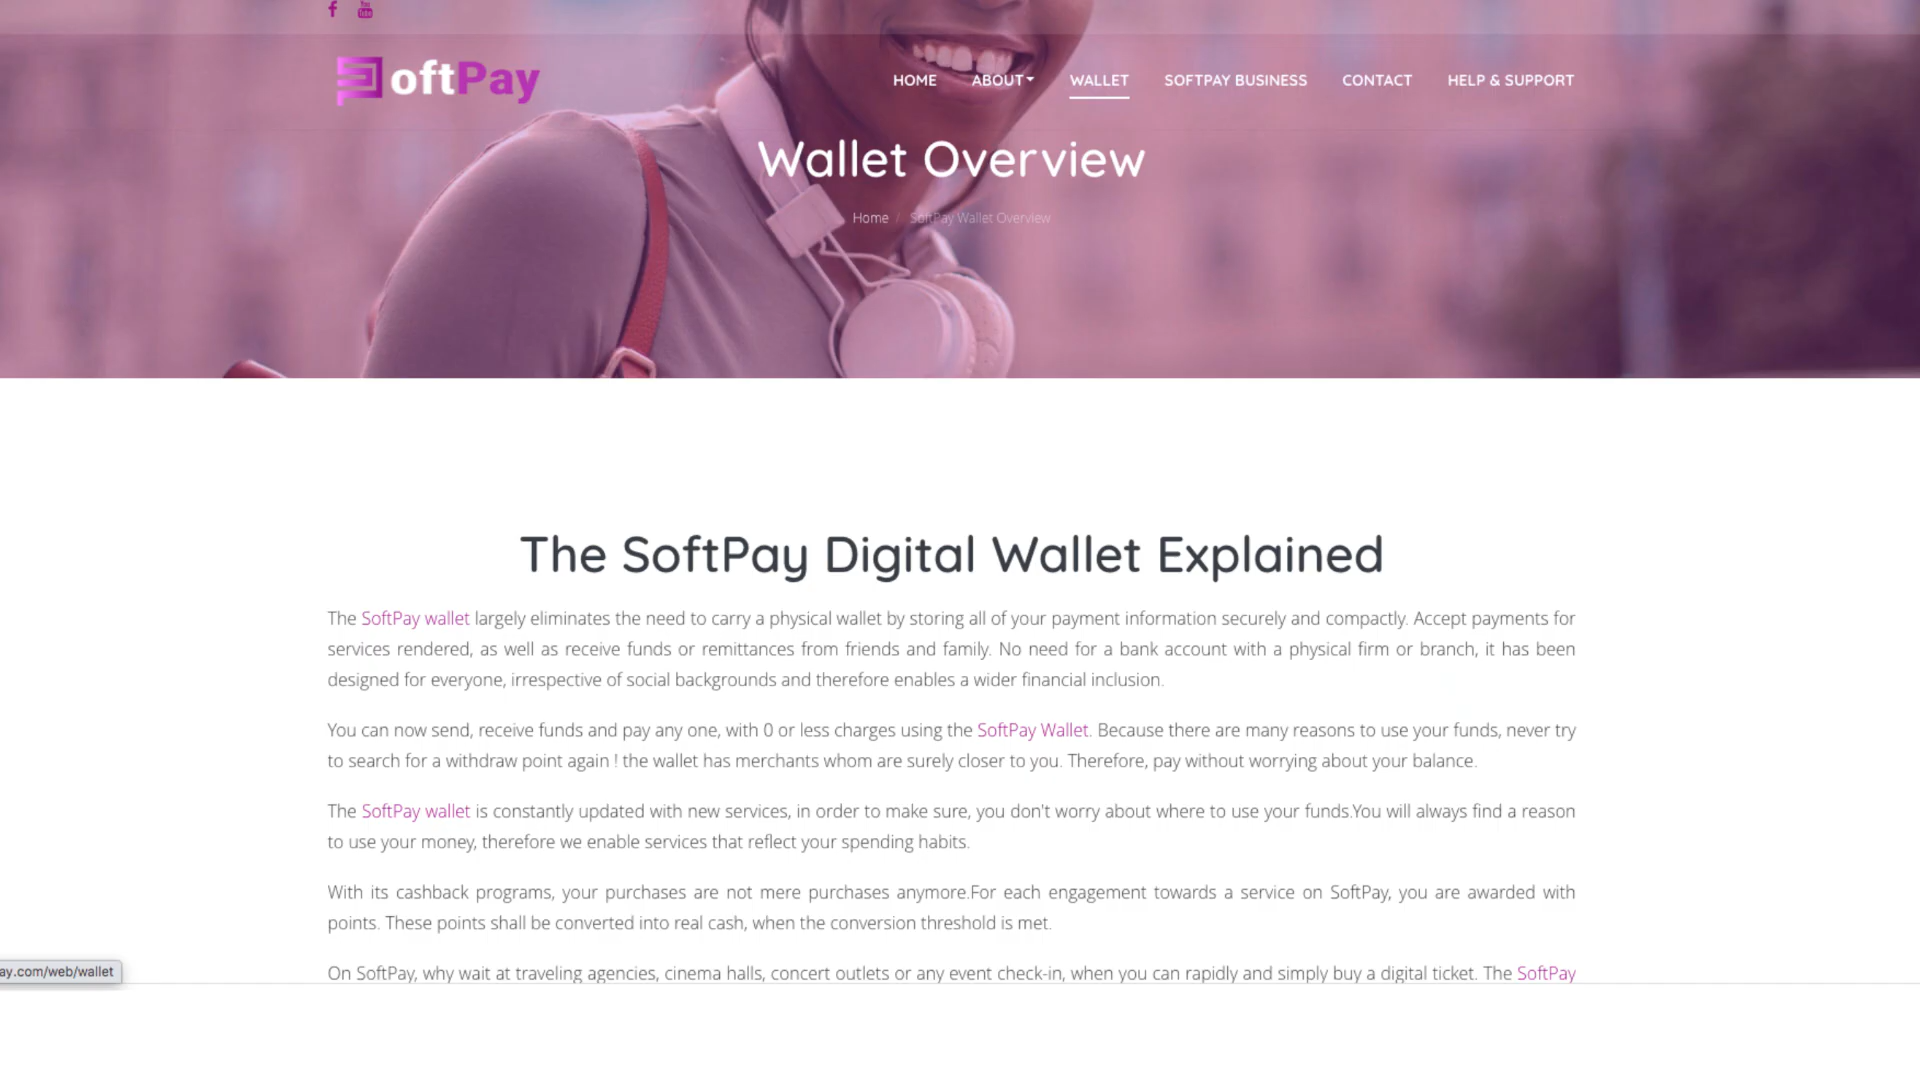 You Tube
oftPay
HOME ABOUT WALLET SOFTPAY BUSINESS CONTACT HELP & SUPPORT
Wallet Overview
Home / SoftPay Wallet Overview
The SoftPay Digital Wallet Explained
The SoftPay wallet largely eliminates the need to carry a physical wallet by storing all of your payment information securely and compactly. Accept payments for
services rendered, as well as receive funds or remittances from friends and family. No need for a bank account with a physical firm or branch, it has been
designed for everyone, irrespective of social backgrounds and therefore enables a wider financial inclusion.
You can now send, receive funds and pay any one, with 0 or less charges using the SoftPay Wallet. Because there are many reasons to use your funds, never try
to search for a withdraw point again ! the wallet has merchants whom are surely closer to you. Therefore, pay without worrying about your balance.
The SoftPay wallet is constantly updated with new services, in order to make sure, you don't worry about where to use your funds.You will always find a reason
to use your money, therefore we enable services that reflect your spending habits.
With its cashback programs, your purchases are not mere purchases anymore.For each engagement towards a service on SoftPay, you are awarded with
points. These points shall be converted into real cash, when the conversion threshold is met.
On SoftPay, why wait at traveling agencies, cinema halls, concert outlets or any event check-in, when you can rapidly and simply buy a digital ticket. The SoftPay
ay.com/web/wallet